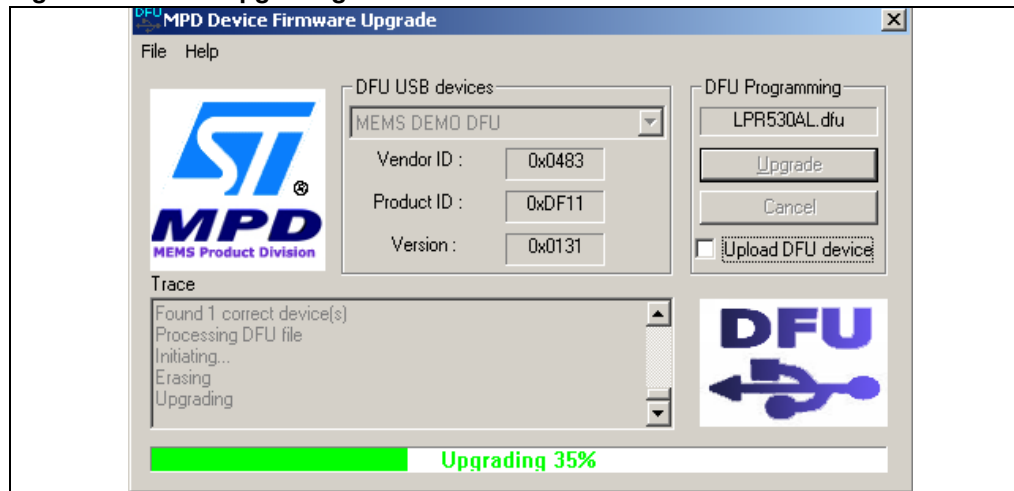 DFU MPD Device Firmware Upgrade
File Help
DFU USB devices
MEMS DEMO DFU
Vendor ID : 0x0483
Product ID : 0xDF11
Version : 0x0131
DFU Programming
LPR530AL.dfu
Upgrade
Cancel
Upload DFU device
ST®
MPD
MEMS Product Division
Trace
Found 1 correct device(s)
Processing DFU file
Initiating...
Erasing
Upgrading
DFU
Upgrading 35%